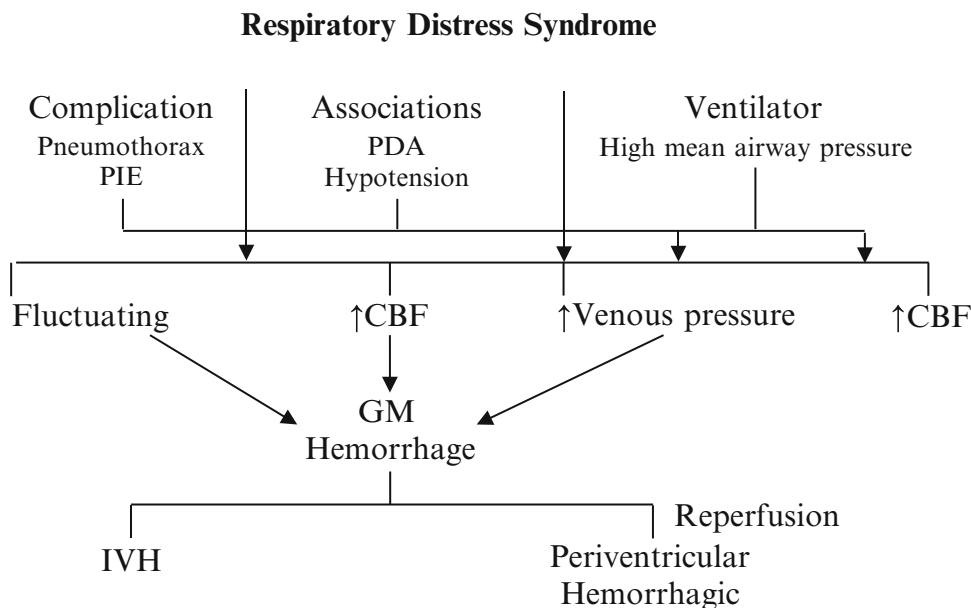 Respiratory Distress Syndrome
Complication
Pneumothorax
PIE
Associations
PDA
Hypotension
Ventilator
High mean airway pressure
Fluctuating
↑CBF
↑Venous pressure
↑CBF
GM
Hemorrhage
IVH
Reperfusion
Periventricular
Hemorrhagic